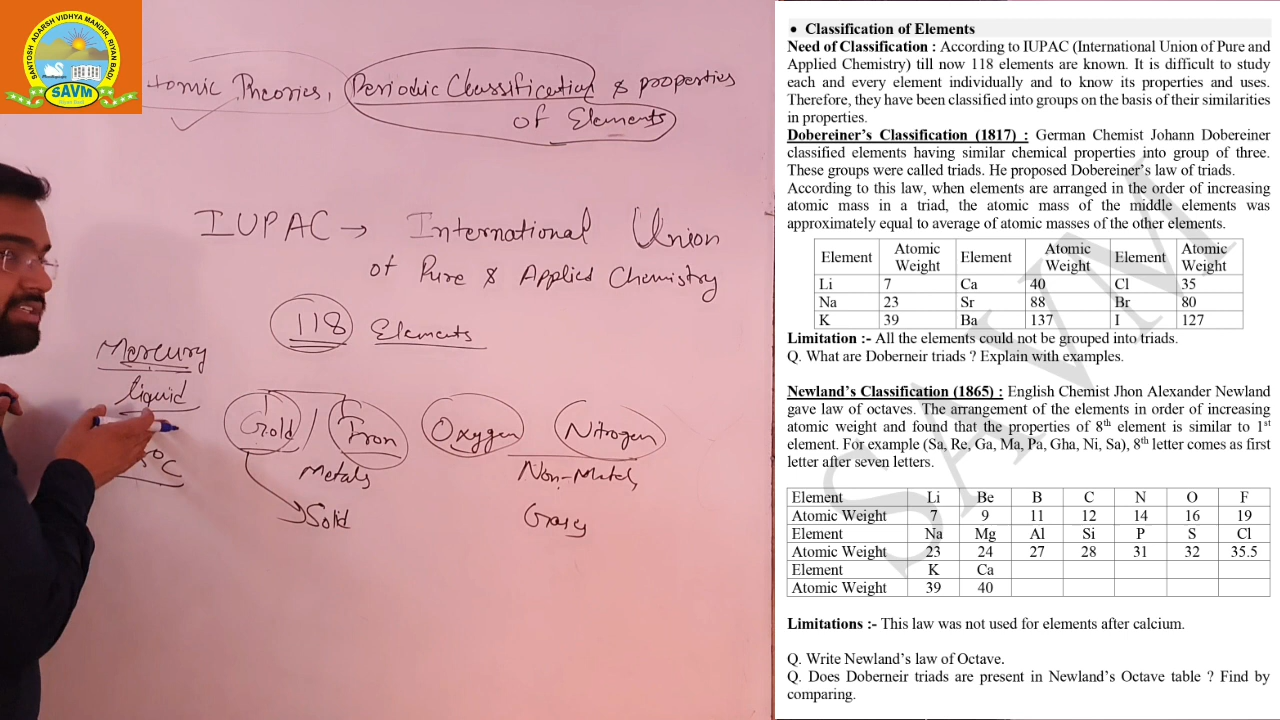 SANTOSH ADARSH VIDHYA MANDIR, RIYAN BADI
SAVM
Atomic Theories, Periodic Classification & properties
of Elements
IUPAC → International Union
of Pure & Applied Chemistry
118 Elements
Mercury
liquid
°C
Gold / Iron Oxygen Nitrogen
Metals Non-Metals
Solid Gases
• Classification of Elements
Need of Classification : According to IUPAC (International Union of Pure and
Applied Chemistry) till now 118 elements are known. It is difficult to study
each and every element individually and to know its properties and uses.
Therefore, they have been classified into groups on the basis of their similarities
in properties.
Dobereiner's Classification (1817) : German Chemist Johann Dobereiner
classified elements having similar chemical properties into group of three.
These groups were called triads. He proposed Dobereiner's law of triads.
According to this law, when elements are arranged in the order of increasing
atomic mass in a triad, the atomic mass of the middle elements was
approximately equal to average of atomic masses of the other elements.
Element Atomic Weight Element Atomic Weight Element Atomic Weight
Li 7 Ca 40 Cl 35
Na 23 Sr 88 Br 80
K 39 Ba 137 I 127
Limitation :- All the elements could not be grouped into triads.
Q. What are Doberneir triads ? Explain with examples.
Newland's Classification (1865) : English Chemist Jhon Alexander Newland
gave law of octaves. The arrangement of the elements in order of increasing
atomic weight and found that the properties of 8th element is similar to 1st
element. For example (Sa, Re, Ga, Ma, Pa, Gha, Ni, Sa), 8th letter comes as first
letter after seven letters.
Element Li Be B C N O F
Atomic Weight 7 9 11 12 14 16 19
Element Na Mg Al Si P S Cl
Atomic Weight 23 24 27 28 31 32 35.5
Element K Ca
Atomic Weight 39 40
Limitations :- This law was not used for elements after calcium.
Q. Write Newland's law of Octave.
Q. Does Doberneir triads are present in Newland's Octave table ? Find by
comparing.
SAVM